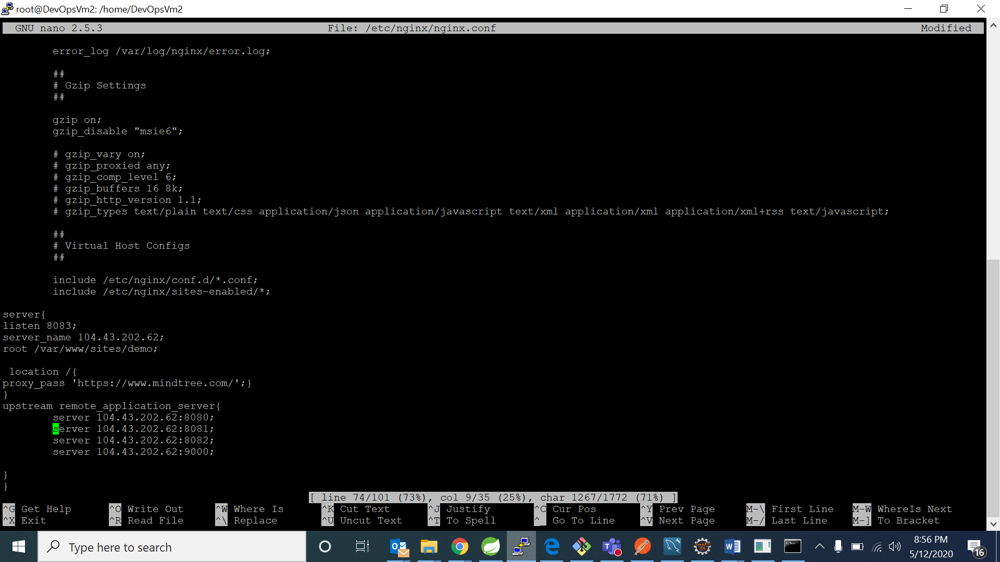 root@DevOpsVm2: /home/DevOpsVm2
GNU nano 2.5.3 File: /etc/nginx/nginx.conf Modified
error_log /var/log/nginx/error.log;
##
# Gzip Settings
##
gzip on;
gzip_disable "msie6";
# gzip_vary on;
# gzip_proxied any;
# gzip_comp_level 6;
# gzip_buffers 16 8k;
# gzip_http_version 1.1;
# gzip_types text/plain text/css application/json application/javascript text/xml application/xml application/xml+rss text/javascript;
##
# Virtual Host Configs
##
include /etc/nginx/conf.d/*.conf;
include /etc/nginx/sites-enabled/*;
server{
listen 8083;
server_name 104.43.202.62;
root /var/www/sites/demo;
location /{
proxy_pass 'https://www.mindtree.com/';}
}
upstream remote_application_server{
server 104.43.202.62:8080;
server 104.43.202.62:8081;
server 104.43.202.62:8082;
server 104.43.202.62:9000;
}
}
[ line 74/101 (73%), col 9/35 (25%), char 1267/1772 (71%) ]
^G Get Help ^O Write Out ^W Where Is ^K Cut Text ^J Justify ^C Cur Pos ^Y Prev Page M-\ First Line M-W WhereIs Next
^X Exit ^R Read File ^\ Replace ^U Uncut Text ^T To Spell ^_ Go To Line ^V Next Page M-/ Last Line M-] To Bracket
Type here to search
8:56 PM
5/12/2020
16